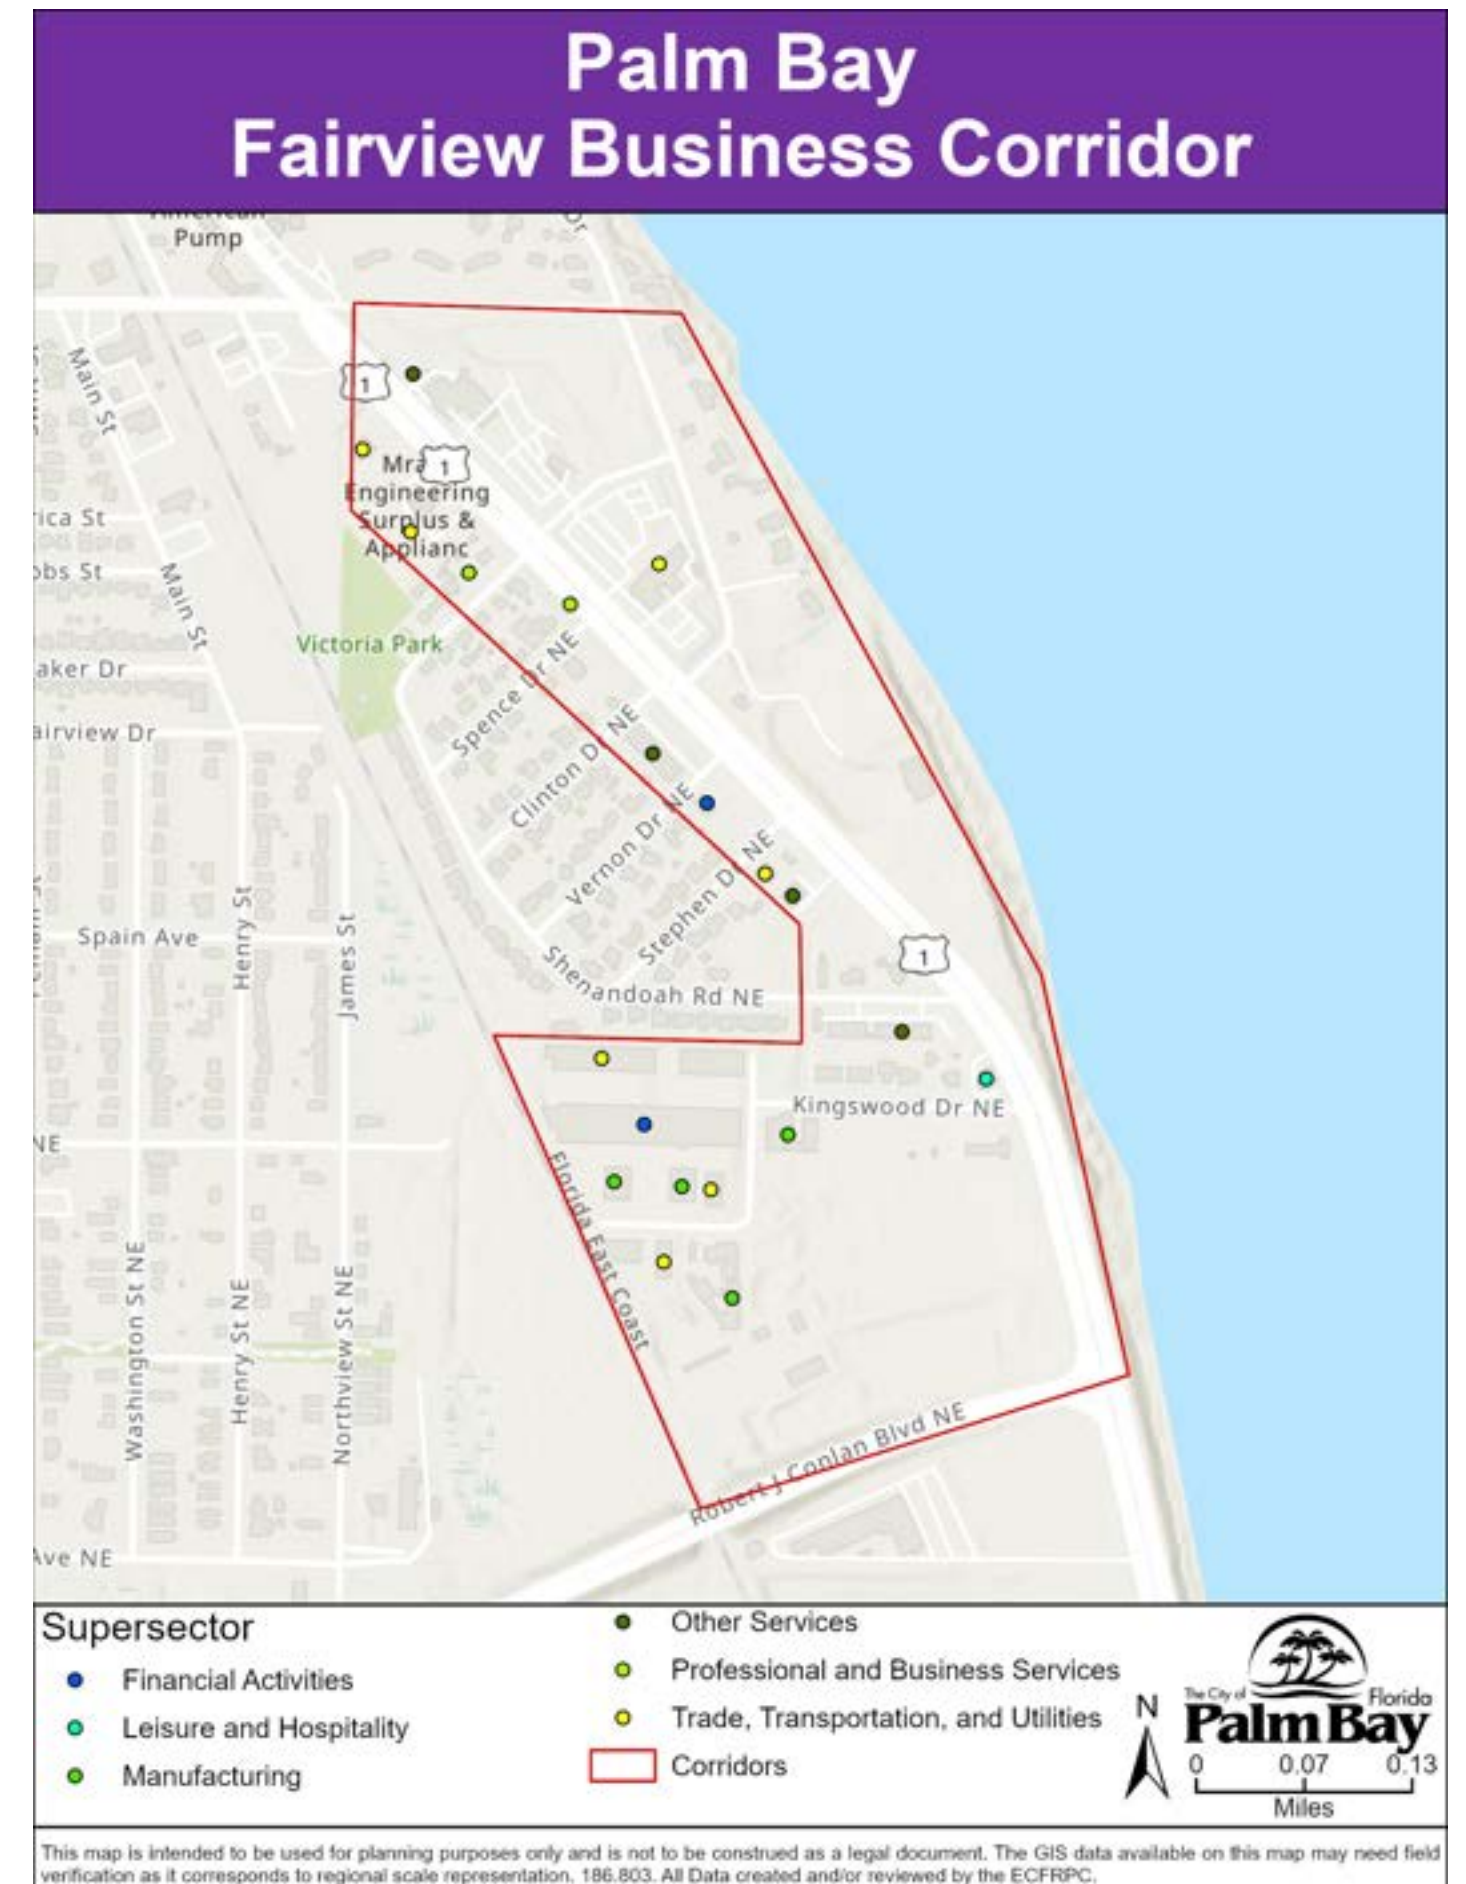 Palm Bay
Fairview Business Corridor
American
Pump
Dr
Main St
1
1
Mra
Engineering
Surplus &
Applianc
rica St
obs St
Main St
Victoria Park
aker Dr
airview Dr
Spence Dr NE
Clinton Dr NE
Vernon Dr NE
Stephen Dr NE
Spain Ave
Henry St
James St
1
Shenandoah Rd NE
Kingswood Dr NE
NE
Florida East Coast
Washington St NE
Henry St NE
Northview St NE
Robert J Conlan Blvd NE
Ave NE
Supersector
Financial Activities
Leisure and Hospitality
Manufacturing
Other Services
Professional and Business Services
Trade, Transportation, and Utilities
Corridors
N
The City of
Florida
Palm Bay
0 0.07 0.13
Miles
This map is intended to be used for planning purposes only and is not to be construed as a legal document. The GIS data available on this map may need field
verification as it corresponds to regional scale representation. 186.803. All Data created and/or reviewed by the ECFRPC.